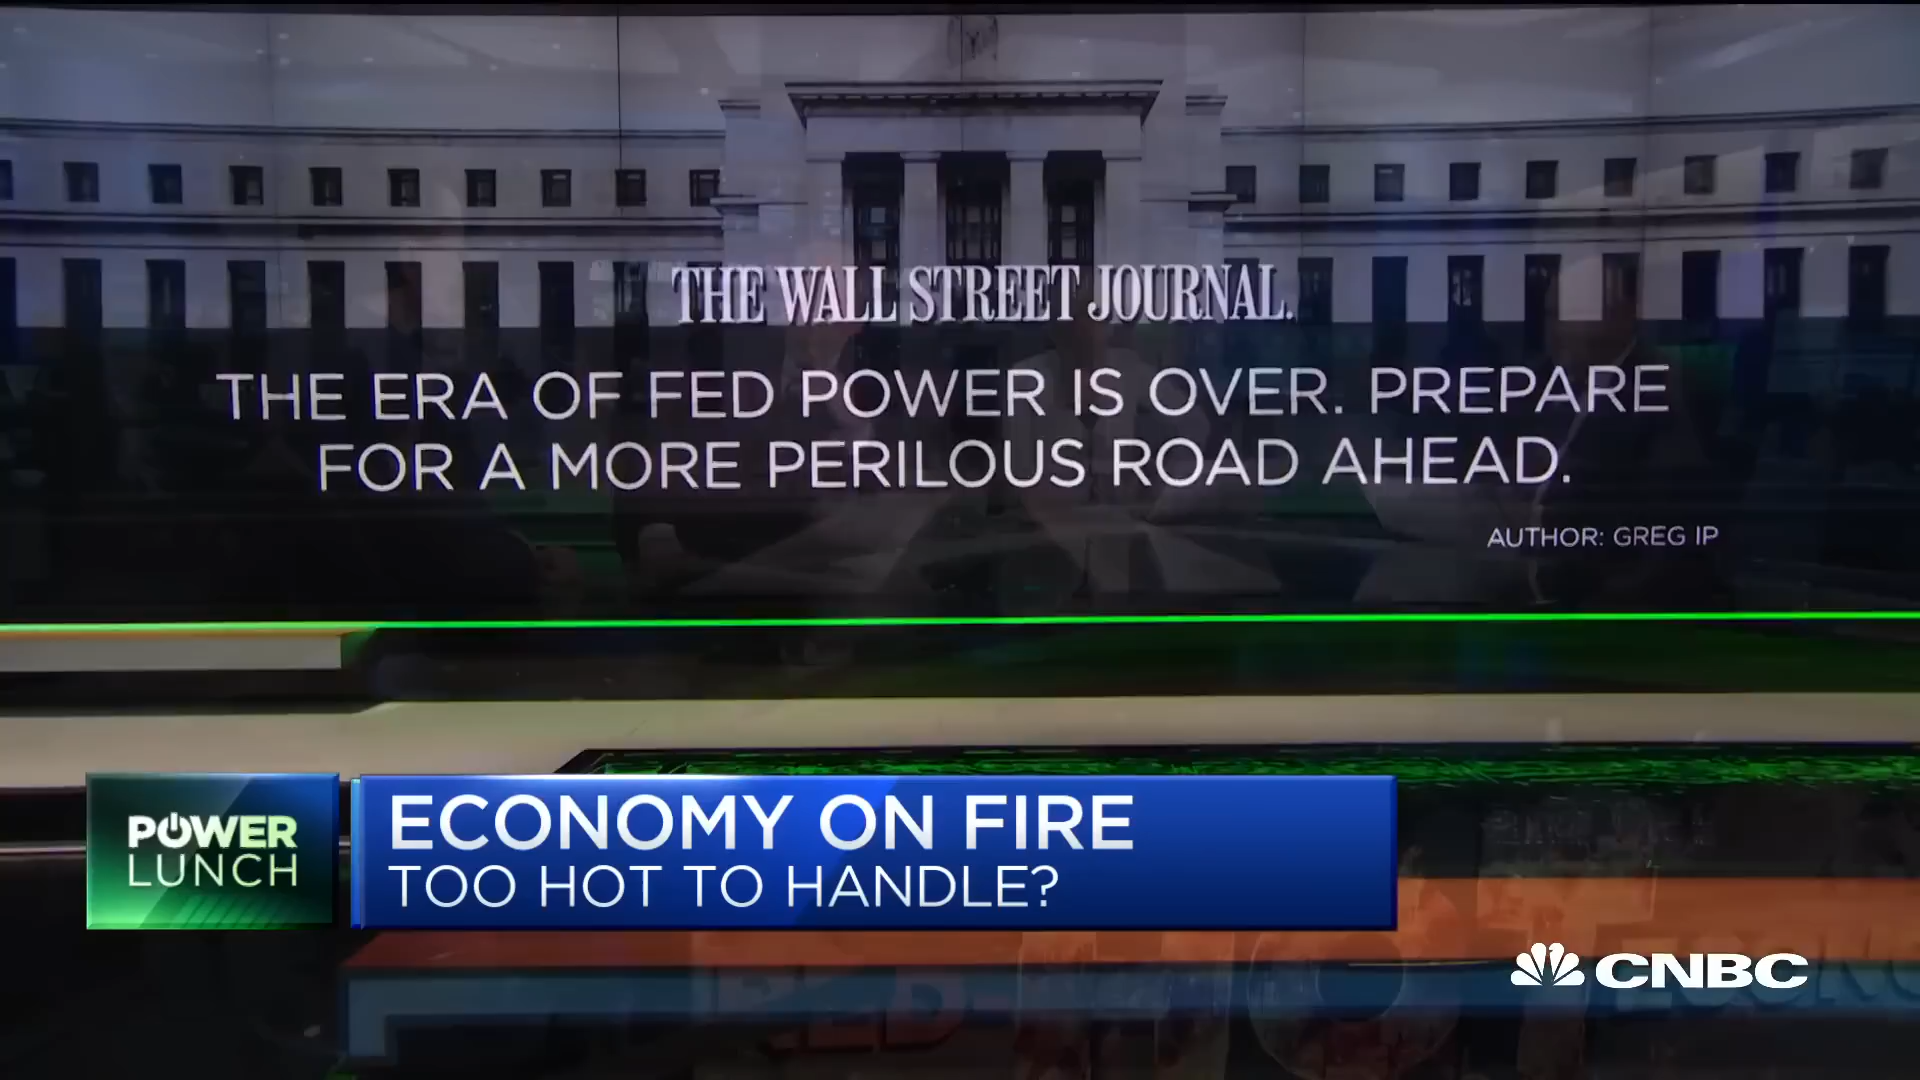 THE WALL STREET JOURNAL.
THE ERA OF FED POWER IS OVER. PREPARE
FOR A MORE PERILOUS ROAD AHEAD.
AUTHOR: GREG IP
POWER
LUNCH
ECONOMY ON FIRE
TOO HOT TO HANDLE?
CNBC